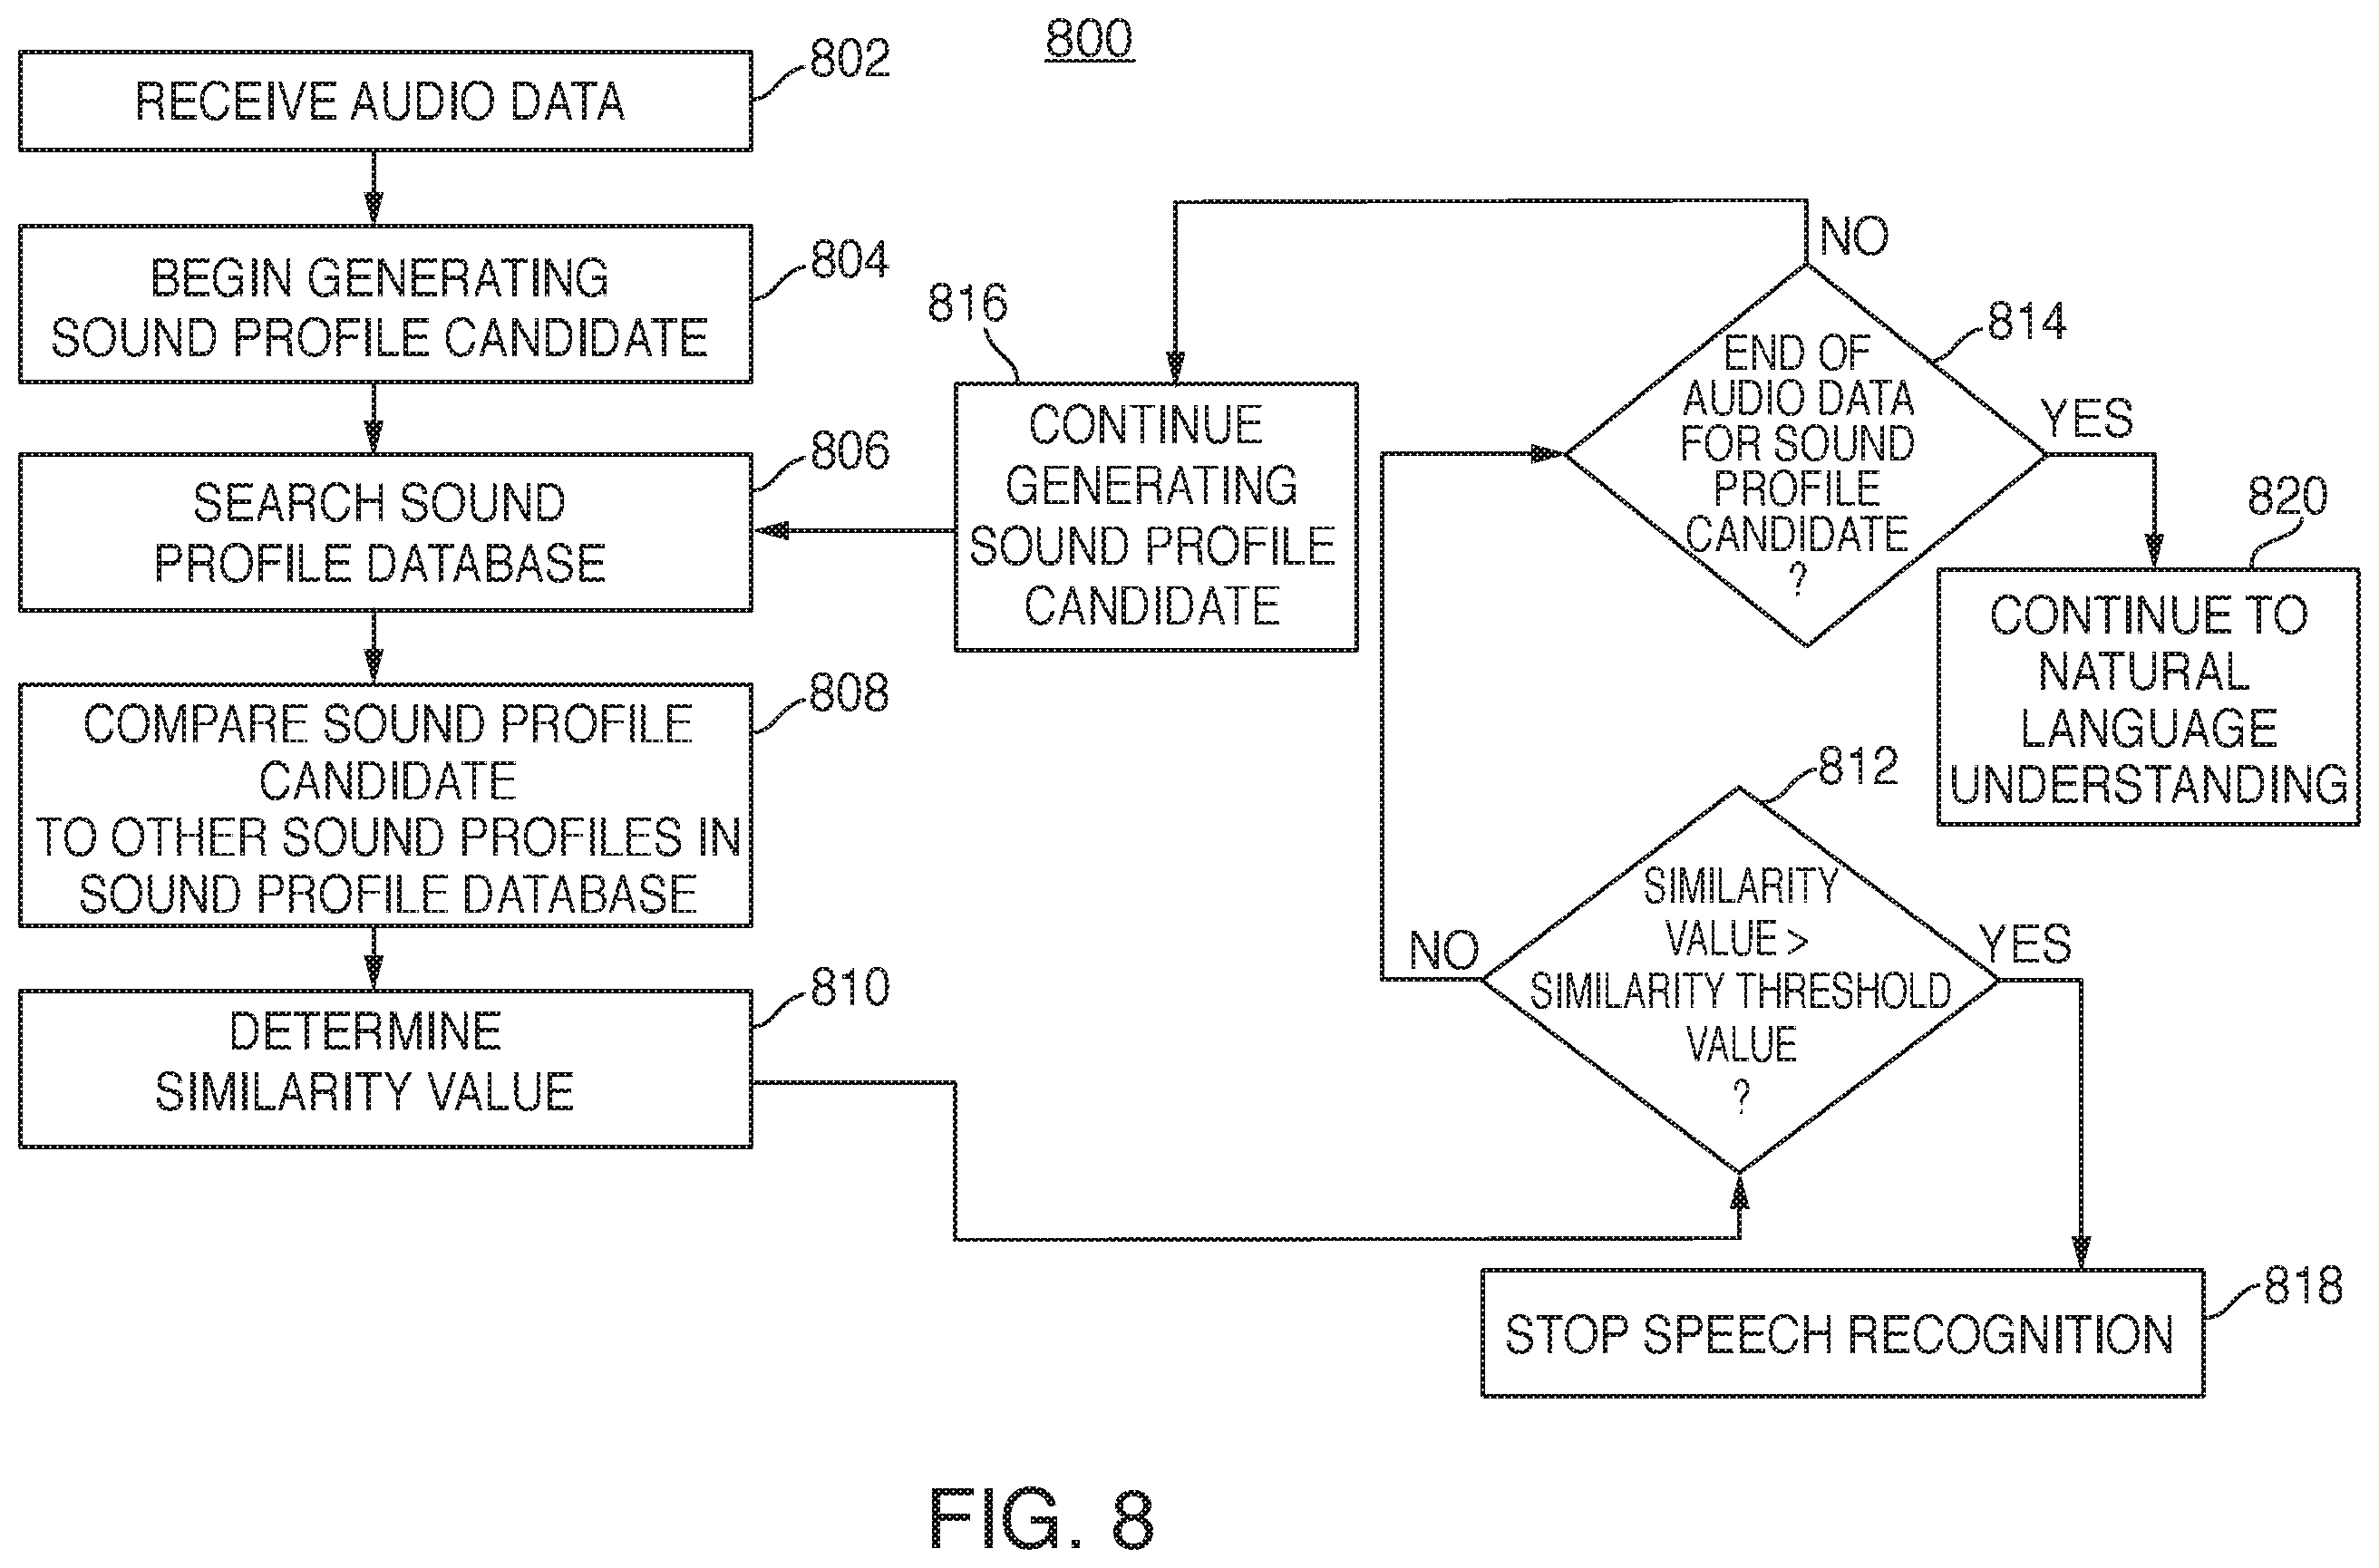 800
802
RECEIVE AUDIO DATA
804
BEGIN GENERATING
SOUND PROFILE CANDIDATE
806
SEARCH SOUND
PROFILE DATABASE
808
COMPARE SOUND PROFILE
CANDIDATE
TO OTHER SOUND PROFILES IN
SOUND PROFILE DATABASE
810
DETERMINE
SIMILARITY VALUE
816
CONTINUE
GENERATING
SOUND PROFILE
CANDIDATE
NO
814
END OF
AUDIO DATA
FOR SOUND
PROFILE
CANDIDATE
?
YES
820
CONTINUE TO
NATURAL
LANGUAGE
UNDERSTANDING
812
SIMILARITY
VALUE >
SIMILARITY THRESHOLD
VALUE
?
NO
YES
818
STOP SPEECH RECOGNITION
FIG. 8